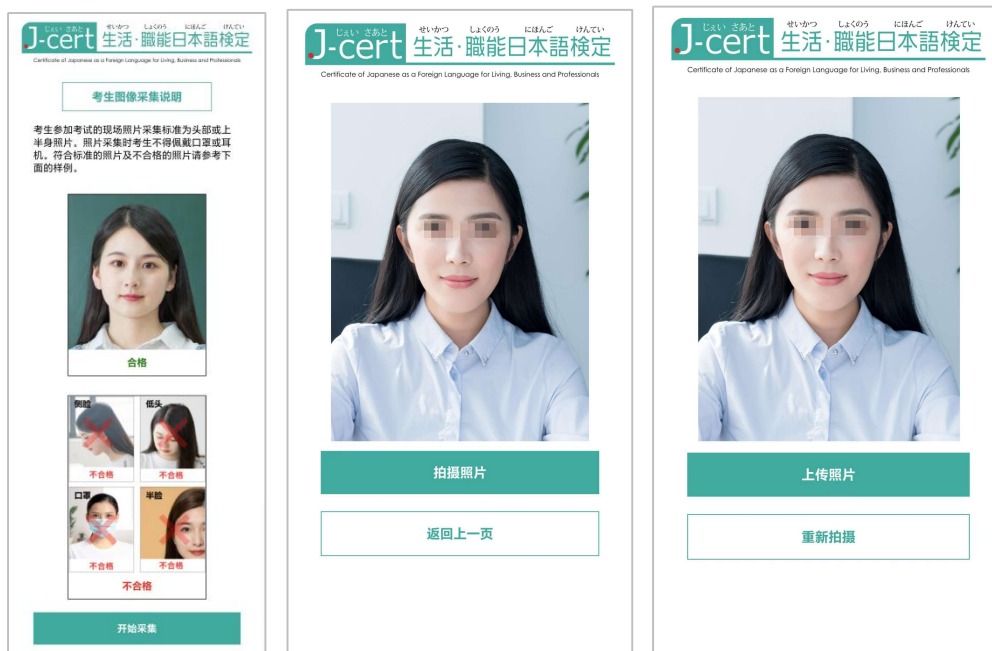 じぇい さあと
せいかつ しょくのう にほんご けんてい
J-cert 生活・職能日本語検定
Certificate of Japanese as a Foreign Language for Living, Business and Professionals
考生图像采集说明
考生参加考试的现场照片采集标准为头部或上
半身照片。照片采集时考生不得佩戴口罩或耳
机。符合标准的照片及不合格的照片请参考下
面的样例。
合格
侧脸
不合格
低头
不合格
口罩
不合格
半脸
不合格
不合格
开始采集
じぇい さあと
せいかつ しょくのう にほんご けんてい
J-cert 生活・職能日本語検定
Certificate of Japanese as a Foreign Language for Living, Business and Professionals
拍摄照片
返回上一页
じぇい さあと
せいかつ しょくのう にほんご けんてい
J-cert 生活・職能日本語検定
Certificate of Japanese as a Foreign Language for Living, Business and Professionals
上传照片
重新拍摄